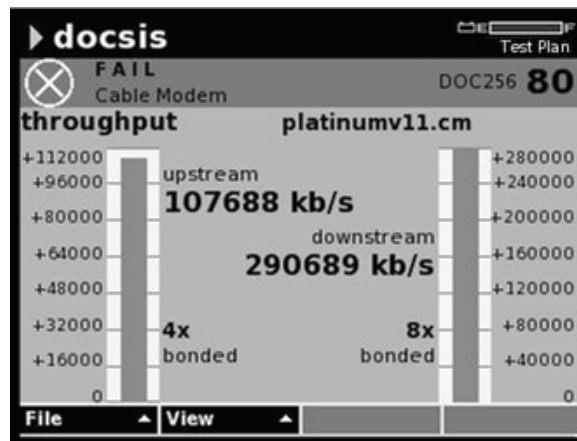 docsis
E F
Test Plan
FAIL
Cable Modem
DOC256 80
throughput platinumv11.cm
+112000
+96000
+80000
+64000
+48000
+32000
+16000
0
upstream
107688 kb/s
downstream
290689 kb/s
4x
bonded
8x
bonded
+280000
+240000
+200000
+160000
+120000
+80000
+40000
0
File View